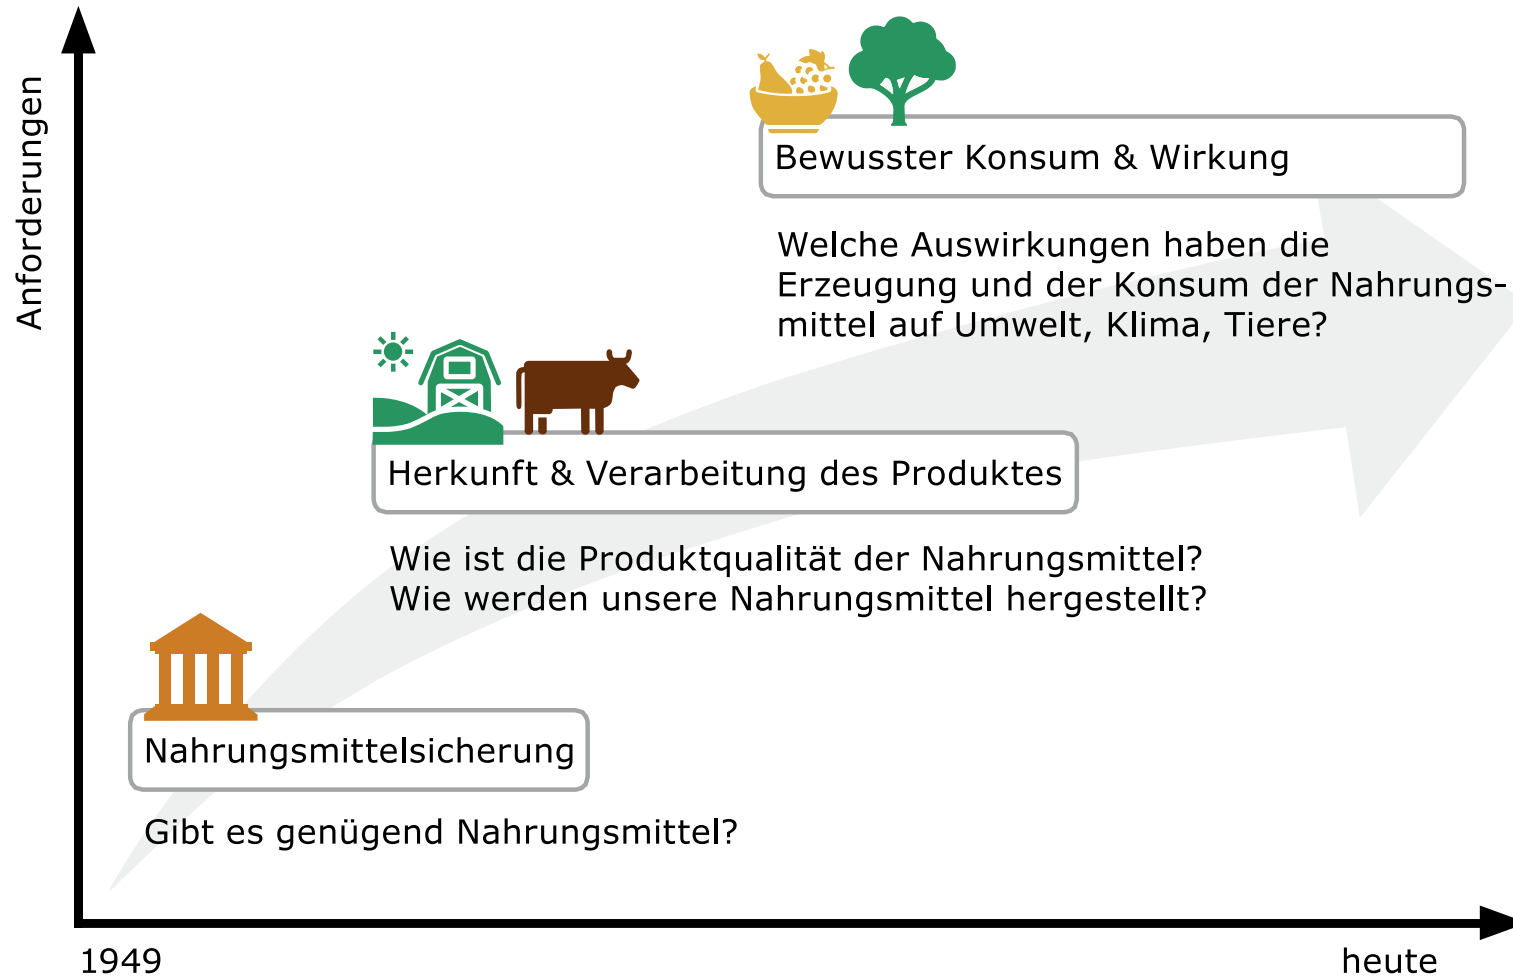 Anforderungen
Bewusster Konsum & Wirkung
Welche Auswirkungen haben die
Erzeugung und der Konsum der Nahrungs-
mittel auf Umwelt, Klima, Tiere?
Herkunft & Verarbeitung des Produktes
Wie ist die Produktqualität der Nahrungsmittel?
Wie werden unsere Nahrungsmittel hergestellt?
Nahrungsmittelsicherung
Gibt es genügend Nahrungsmittel?
1949
heute